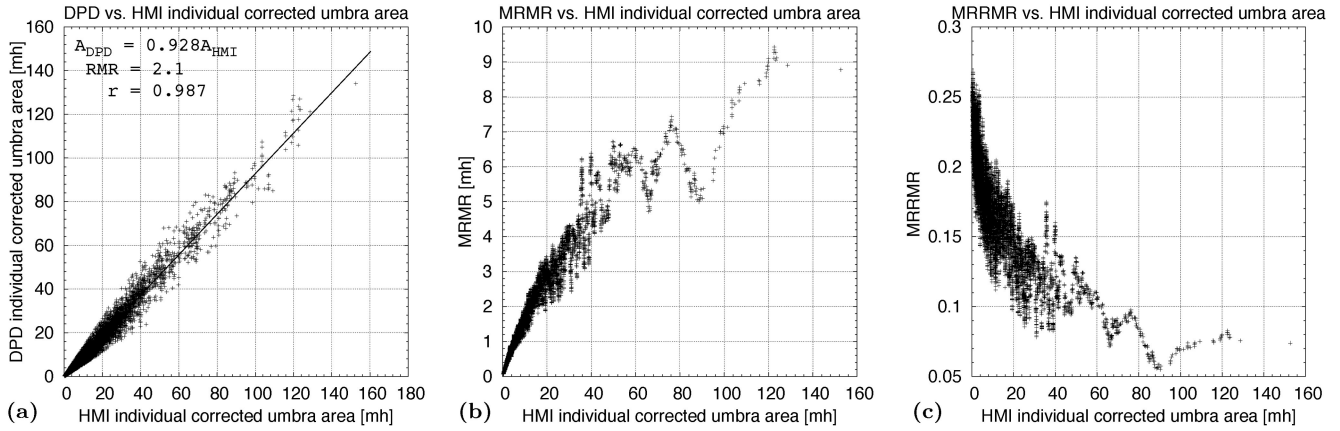 DPD vs. HMI individual corrected umbra area
DPD individual corrected umbra area [mh]
160
140
120
100
80
60
40
20
0
A_DPD = 0.928A_HMI
RMR = 2.1
r = 0.987
0 20 40 60 80 100 120 140 160 180
HMI individual corrected umbra area [mh]
(a)
MRMR vs. HMI individual corrected umbra area
MRMR [mh]
10
9
8
7
6
5
4
3
2
1
0
0 20 40 60 80 100 120 140 160
HMI individual corrected umbra area [mh]
(b)
MRRMR vs. HMI individual corrected umbra area
MRRMR
0.3
0.25
0.2
0.15
0.1
0.05
0 20 40 60 80 100 120 140 160
HMI individual corrected umbra area [mh]
(c)